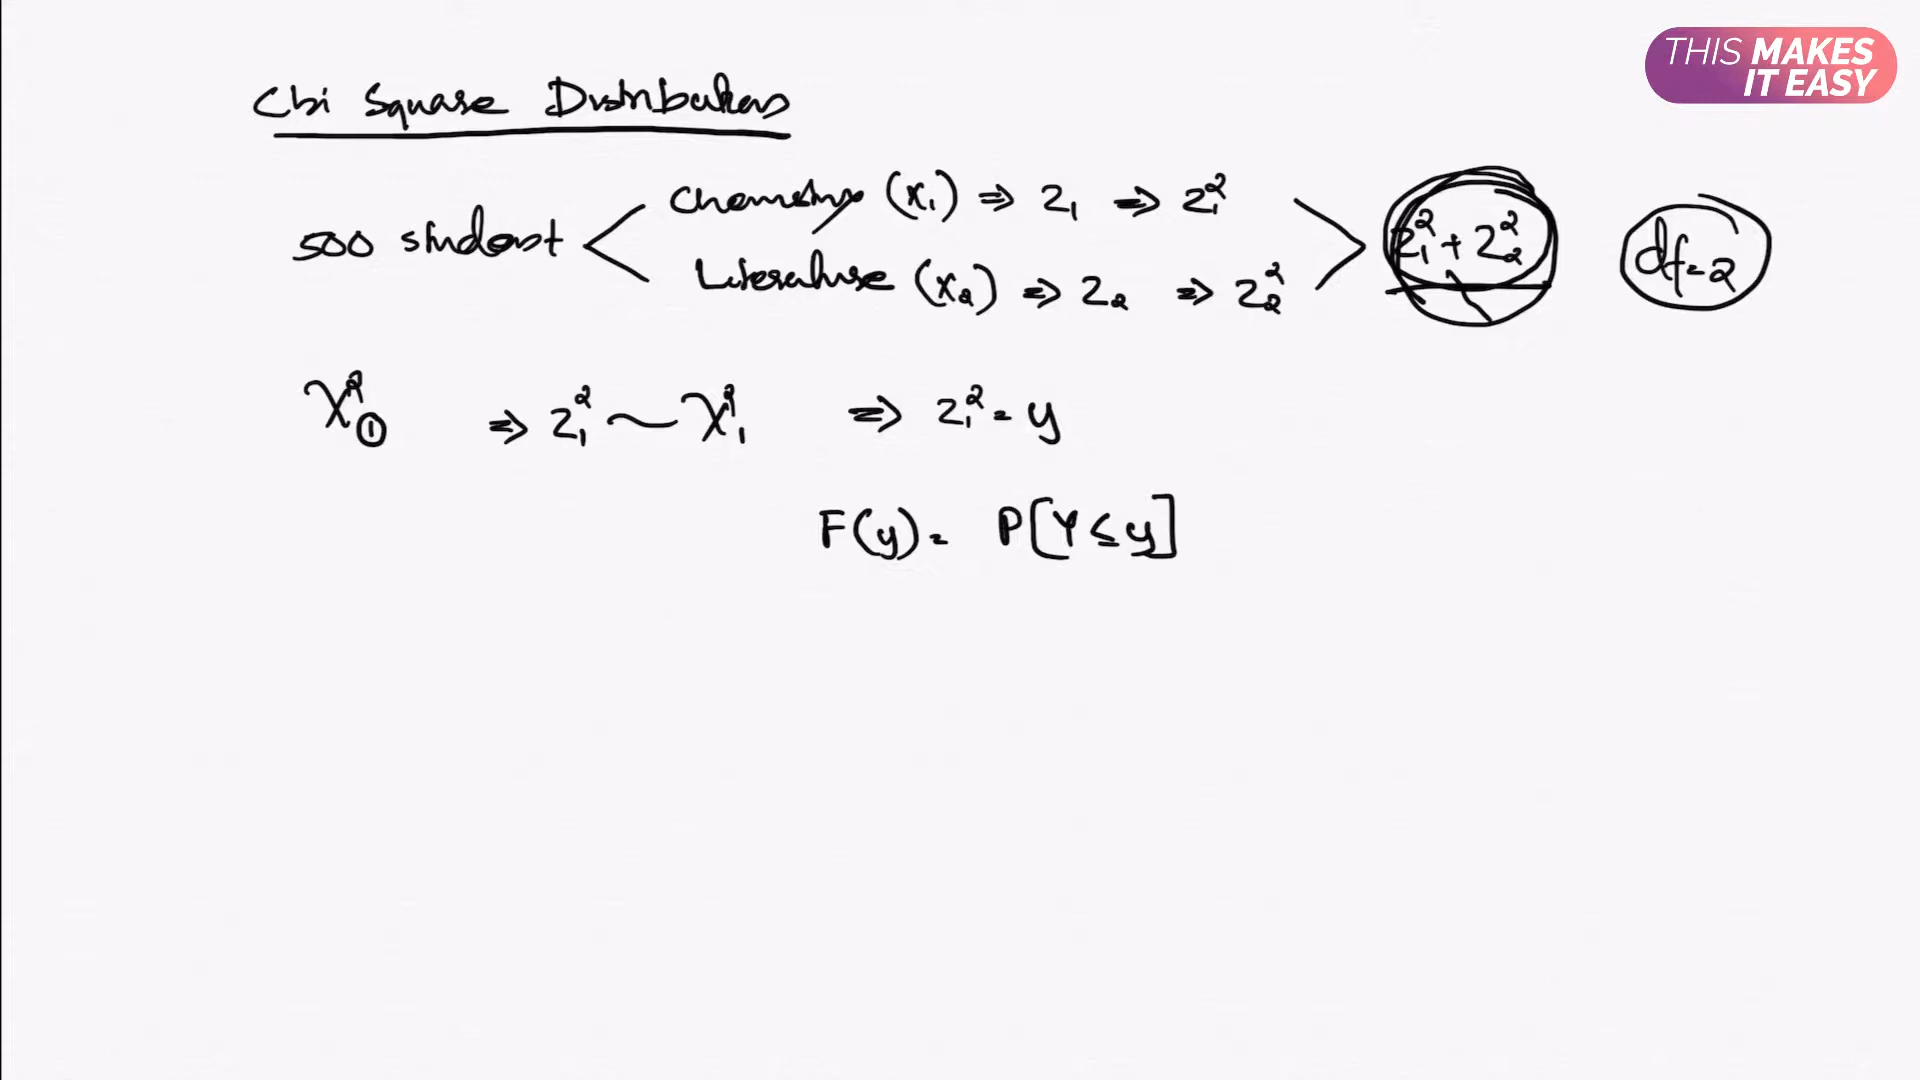 THIS MAKES
IT EASY
Chi Square Distribution
500 student < Chemistry (x₁) ⇒ Z₁ ⇒ Z₁²
Literature (x₂) ⇒ Z₂ ⇒ Z₂²
> Z₁² + Z₂²
df=2
χ²① ⇒ Z₁² ~ χ²₁ ⇒ Z₁² = y
F(y) = P[Y ≤ y]